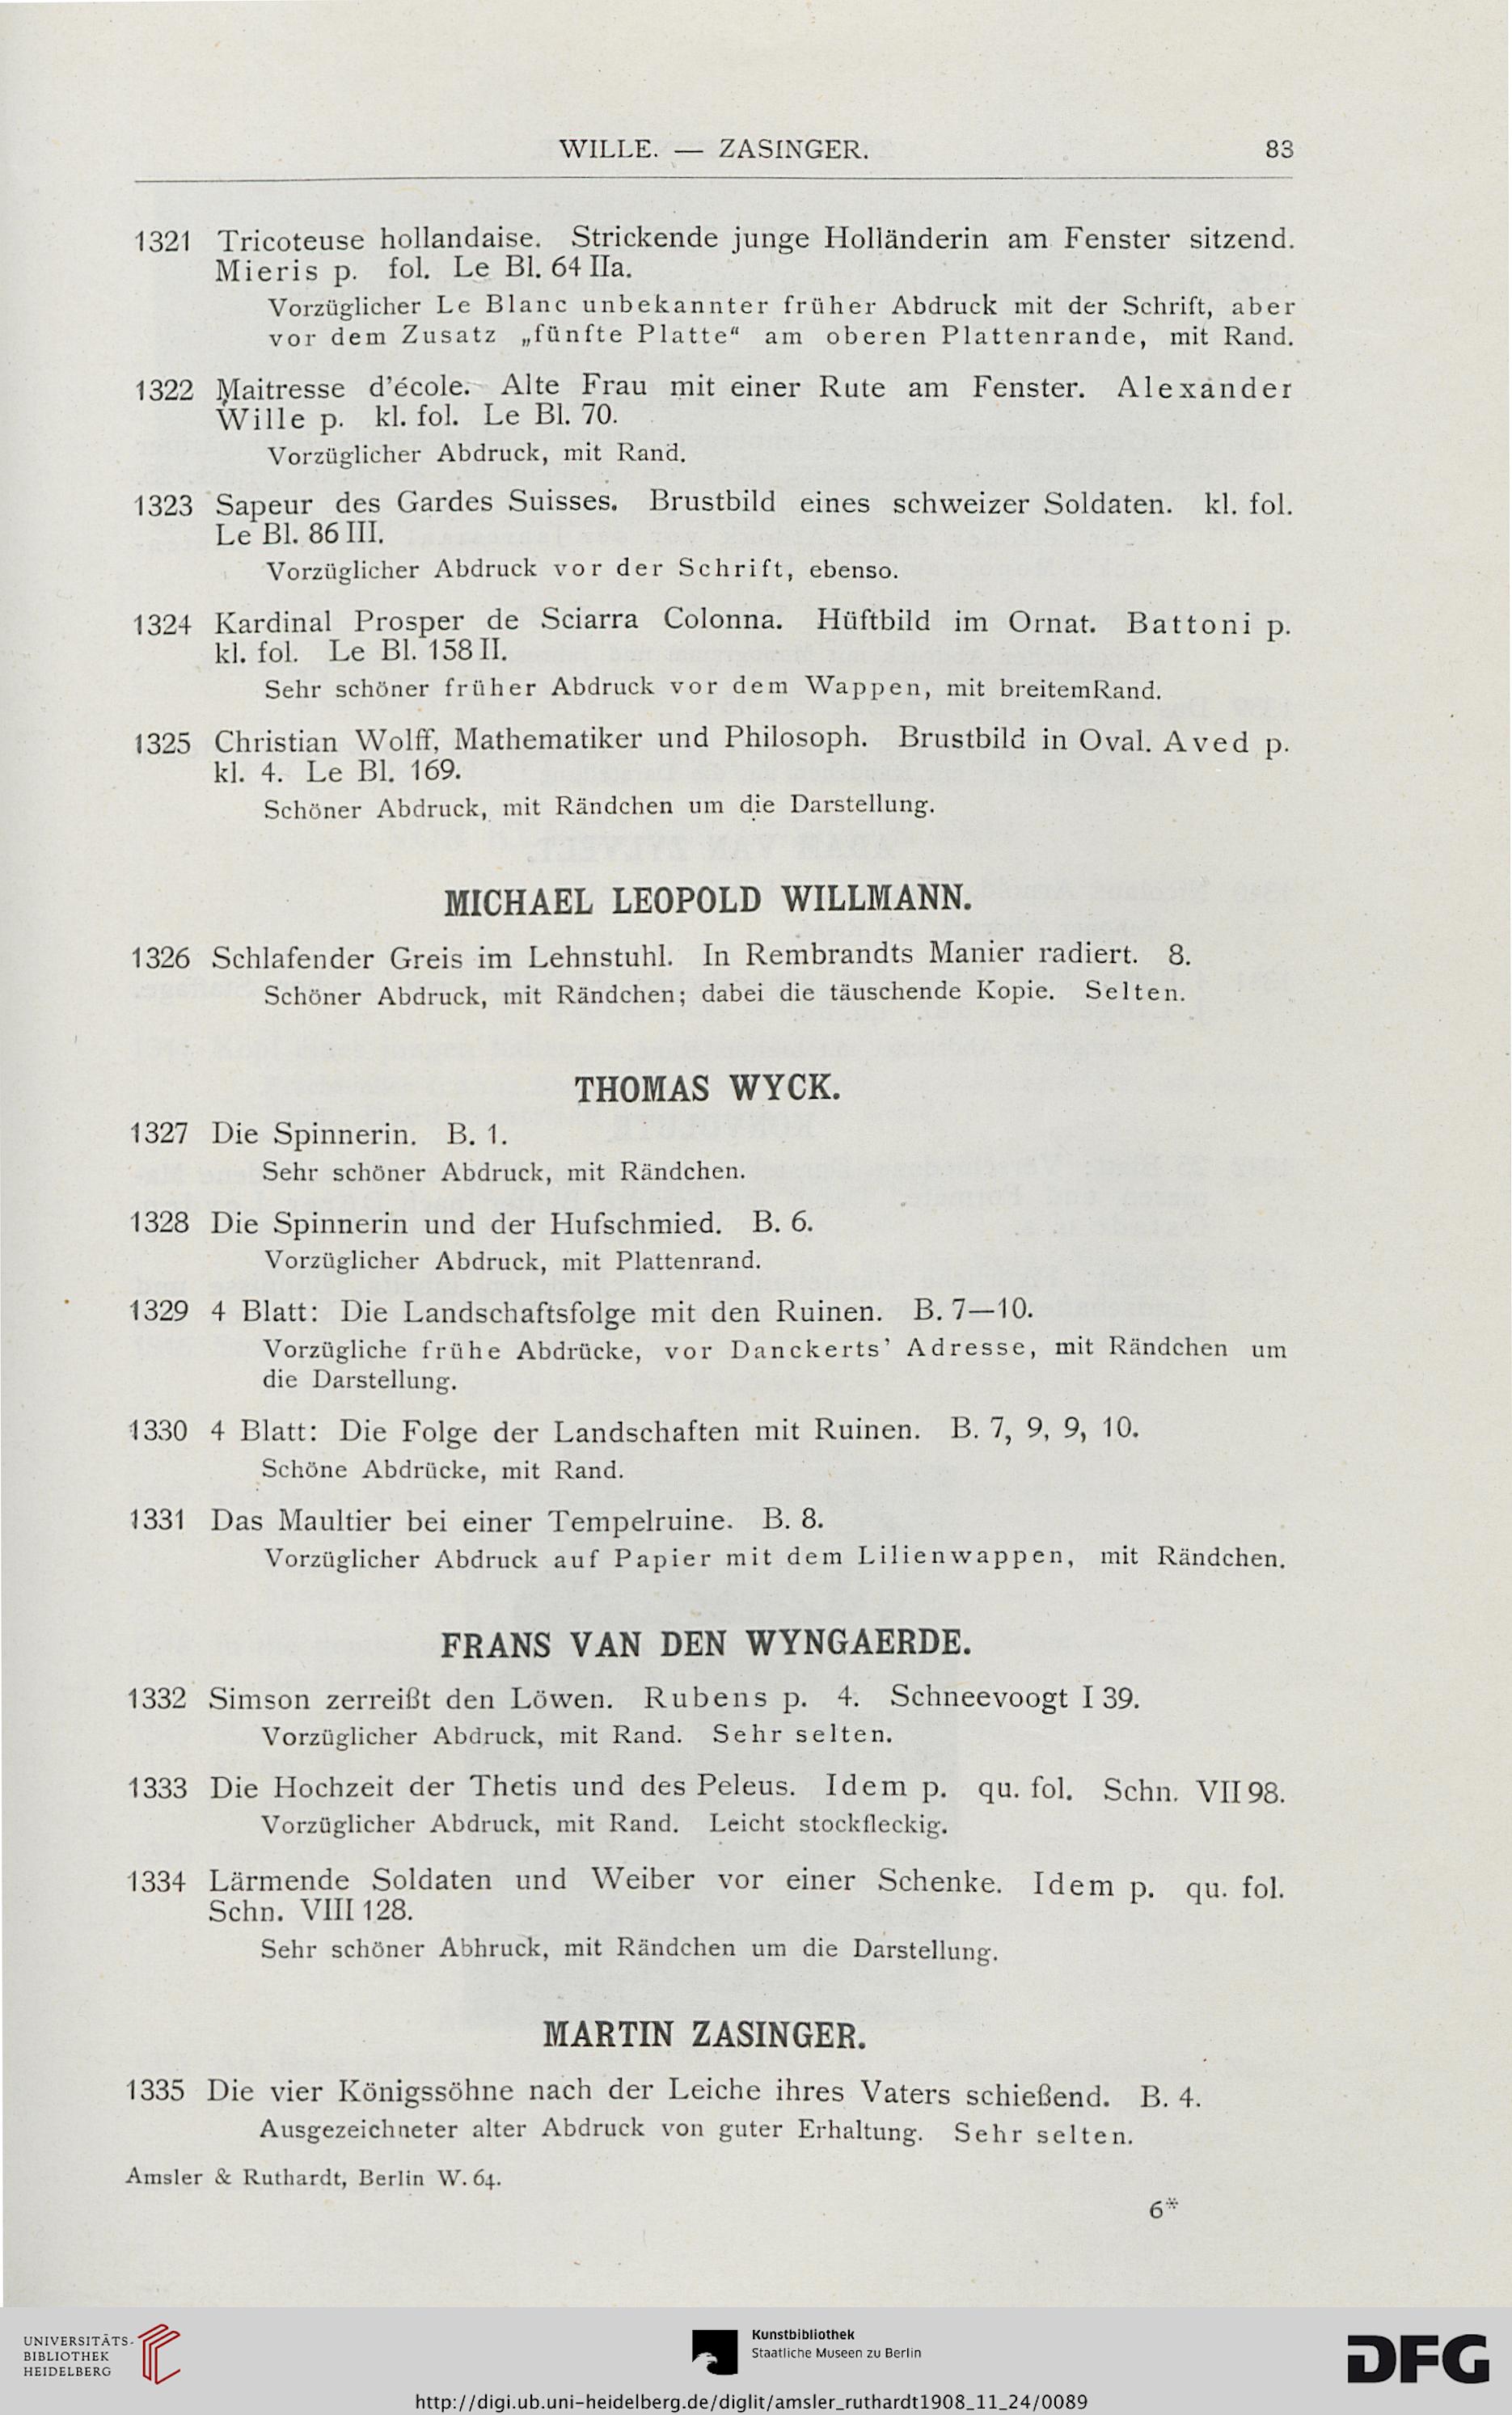 WILLE. — ZASINGER. 83
1321 Tricoteuse hollandaise. Strickende junge Holländerin am Fenster sitzend.
Mieris p. fol. Le Bl. 64 IIa.
Vorzüglicher Le Blanc unbekannter früher Abdruck mit der Schrift, aber
vor dem Zusatz „fünfte Platte“ am oberen Plattenrande, mit Rand.
1322 Maitresse d’école. Alte Frau mit einer Rute am Fenster. Alexander
Wille p. kl. fol. Le Bl. 70.
Vorzüglicher Abdruck, mit Rand.
1323 Sapeur des Gardes Suisses. Brustbild eines schweizer Soldaten. kl. fol.
Le Bl. 86 III.
Vorzüglicher Abdruck vor der Schrift, ebenso.
1324 Kardinal Prosper de Sciarra Colonna. Hüftbild im Ornat. Battoni p.
kl. fol. Le Bl. 158 II.
Sehr schöner früher Abdruck vor dem Wappen, mit breitemRand.
1325 Christian Wolff, Mathematiker und Philosoph. Brustbild in Oval. Aved p.
kl. 4. Le Bl. 169.
Schöner Abdruck, mit Rändchen um die Darstellung.
MICHAEL LEOPOLD WILLMANN.
1326 Schlafender Greis im Lehnstuhl. In Rembrandts Manier radiert. 8.
Schöner Abdruck, mit Rändchen; dabei die täuschende Kopie. Selten.
THOMAS WYCK.
1327 Die Spinnerin. B. 1.
Sehr schöner Abdruck, mit Rändchen.
1328 Die Spinnerin und der Hufschmied. B. 6.
Vorzüglicher Abdruck, mit Plattenrand.
1329 4 Blatt: Die Landschaftsfolge mit den Ruinen. B. 7—10.
Vorzügliche frühe Abdrücke, vor Danckerts’ Adresse, mit Rändchen um
die Darstellung.
1330 4 Blatt: Die Folge der Landschaften mit Ruinen. B. 7, 9, 9, 10.
Schöne Abdrücke, mit Rand.
1331 Das Maultier bei einer Tempelruine. B. 8.
Vorzüglicher Abdruck auf Papier mit dem Lilienwappen, mit Rändchen.
FRANS VAN DEN WYNGAERDE.
1332 Simson zerreißt den Löwen. Rubens p. 4. Schneevoogt I 39.
Vorzüglicher Abdruck, mit Rand. Sehr selten.
1333 Die Hochzeit der Thetis und des Peleus. Idem p. qu. fol. Schn. VII 98.
Vorzüglicher Abdruck, mit Rand. Leicht stockfleckig.
1334 Lärmende Soldaten und Weiber vor einer Schenke. Idem p. qu. fol.
Schn. VIII 128.
Sehr schöner Abhruck, mit Rändchen um die Darstellung.
MARTIN ZASINGER.
1335 Die vier Königssöhne nach der Leiche ihres Vaters schießend. B. 4.
Ausgezeichneter alter Abdruck von guter Erhaltung. Sehr selten.
Amsler & Ruthardt, Berlin W. 64.
6*
UNIVERSITÄTS-
BIBLIOTHEK
HEIDELBERG
Kunstbibliothek
Staatliche Museen zu Berlin
DFG
http://digi.ub.uni-heidelberg.de/diglit/amsler_ruthardt1908_11_24/0089